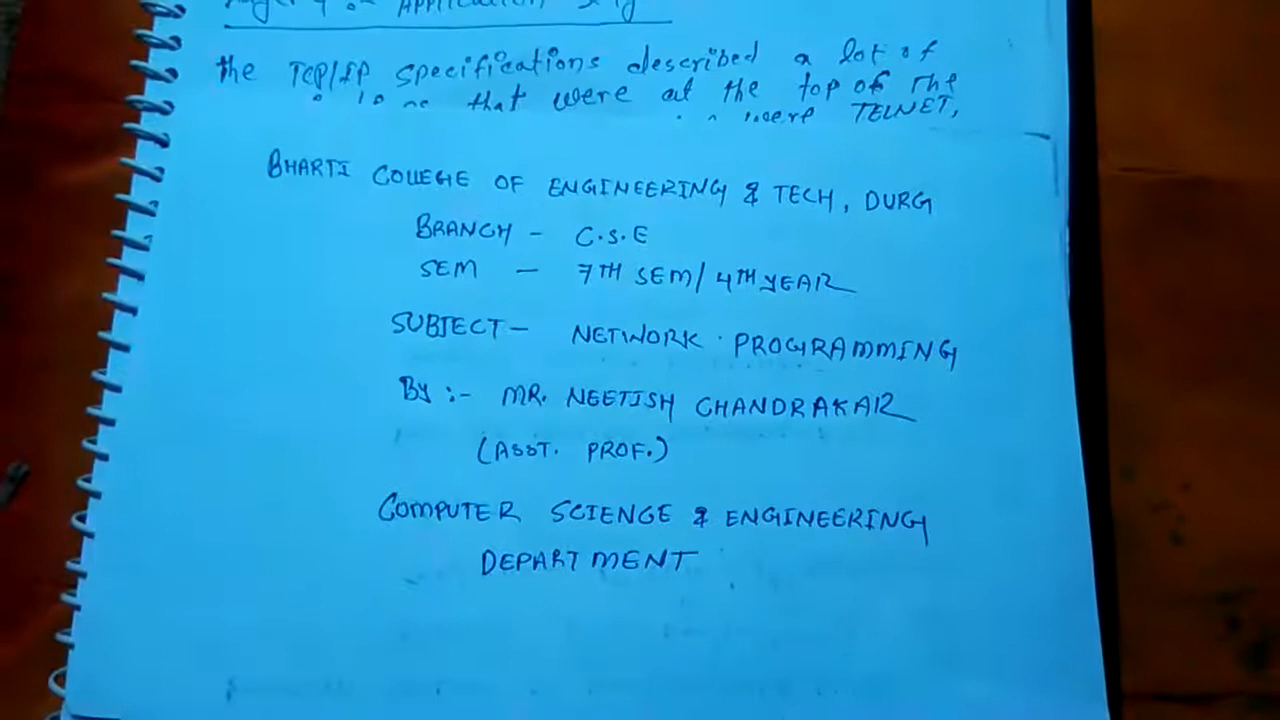 APPLICATION
the TCP/IP specifications described a lot of
that were at the top of the
were TELNET,
BHARTI COLLEGE OF ENGINEERING & TECH, DURG
BRANCH - C.S.E
SEM - 7TH SEM/ 4TH YEAR
SUBJECT - NETWORK PROGRAMMING
By :- MR. NEETISH CHANDRAKAR
(ASST. PROF.)
COMPUTER SCIENCE & ENGINEERING
DEPARTMENT